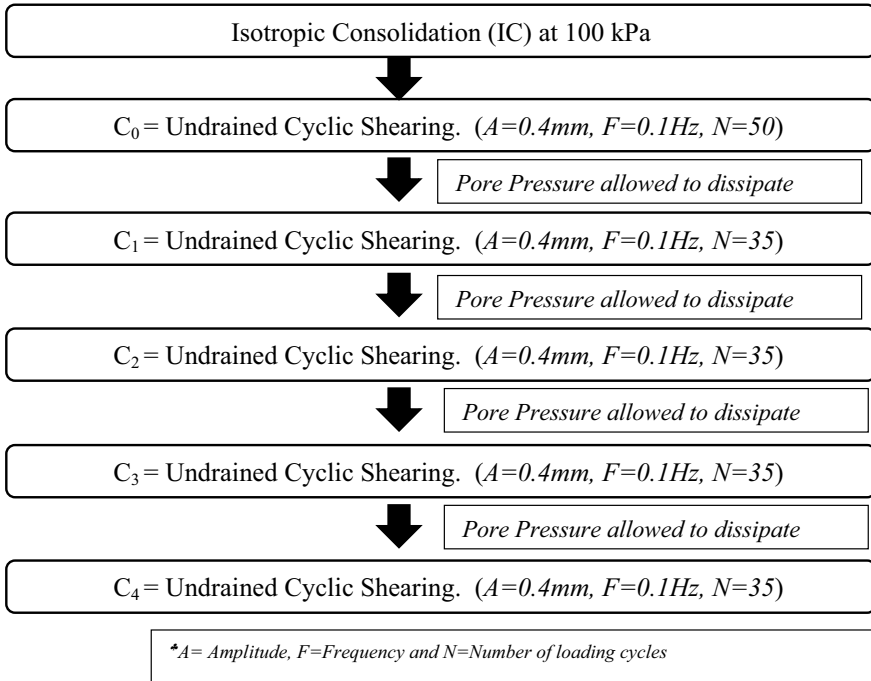 Isotropic Consolidation (IC) at 100 kPa
C₀ = Undrained Cyclic Shearing. (A=0.4mm, F=0.1Hz, N=50)
Pore Pressure allowed to dissipate
C₁ = Undrained Cyclic Shearing. (A=0.4mm, F=0.1Hz, N=35)
Pore Pressure allowed to dissipate
C₂ = Undrained Cyclic Shearing. (A=0.4mm, F=0.1Hz, N=35)
Pore Pressure allowed to dissipate
C₃ = Undrained Cyclic Shearing. (A=0.4mm, F=0.1Hz, N=35)
Pore Pressure allowed to dissipate
C₄ = Undrained Cyclic Shearing. (A=0.4mm, F=0.1Hz, N=35)
♣A= Amplitude, F=Frequency and N=Number of loading cycles